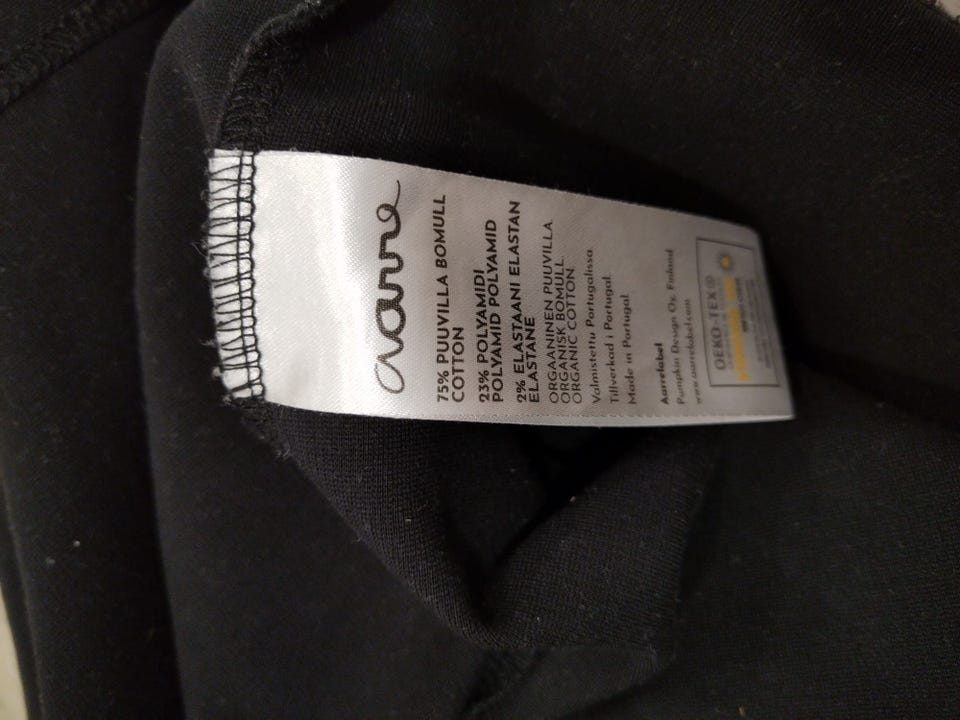 aarre
75% PUUVILLA BOMULL
COTTON
23% POLYAMIDI
POLYAMID POLYAMID
2% ELASTAANI ELASTAN
ELASTANE
ORGAANINEN PUUVILLA.
ORGANISK BOMULL.
ORGANIC COTTON.
Valmistettu Portugalissa
Tillverkad i Portugal
Made in Portugal
Aarrelabel
Pumpkin Design Oy, Finland
www.aarrelabel.com
OEKO-TEX®